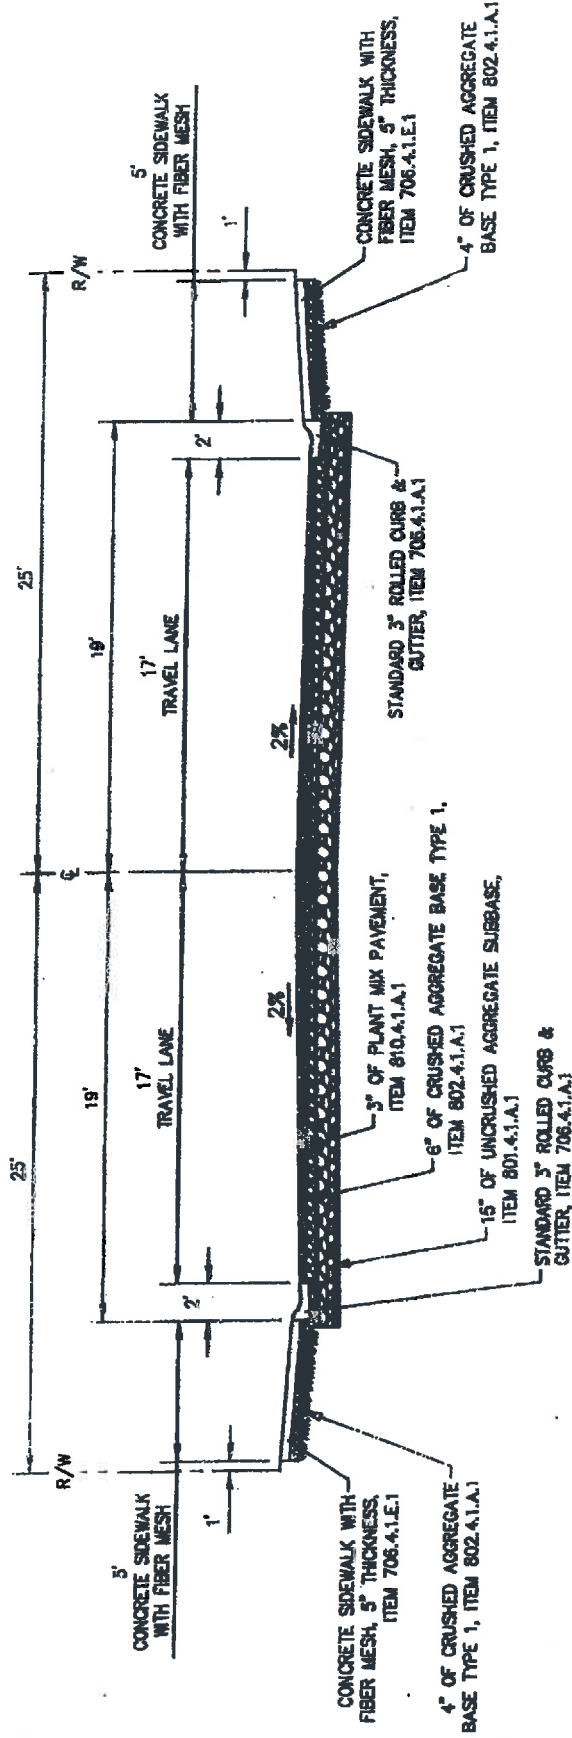 25'
25'
R/W
℄
R/W
19'
19'
5'
CONCRETE SIDEWALK
WITH FIBER MESH
17'
TRAVEL LANE
17'
TRAVEL LANE
5'
CONCRETE SIDEWALK
WITH FIBER MESH
1'
2'
2'
1'
2%
2%
CONCRETE SIDEWALK WITH
FIBER MESH, 5" THICKNESS,
ITEM 706.4.1.E.1
4" OF CRUSHED AGGREGATE
BASE TYPE 1, ITEM 802.4.1.A.1
3" OF PLANT MIX PAVEMENT,
ITEM 810.4.1.A.1
6" OF CRUSHED AGGREGATE BASE TYPE 1,
ITEM 802.4.1.A.1
15" OF UNCRUSHED AGGREGATE SUBBASE,
ITEM 801.4.1.A.1
STANDARD 3" ROLLED CURB &
GUTTER, ITEM 706.4.1.A.1
STANDARD 3" ROLLED CURB &
GUTTER, ITEM 706.4.1.A.1
CONCRETE SIDEWALK WITH
FIBER MESH, 5" THICKNESS,
ITEM 706.4.1.E.1
4" OF CRUSHED AGGREGATE
BASE TYPE 1, ITEM 802.4.1.A.1